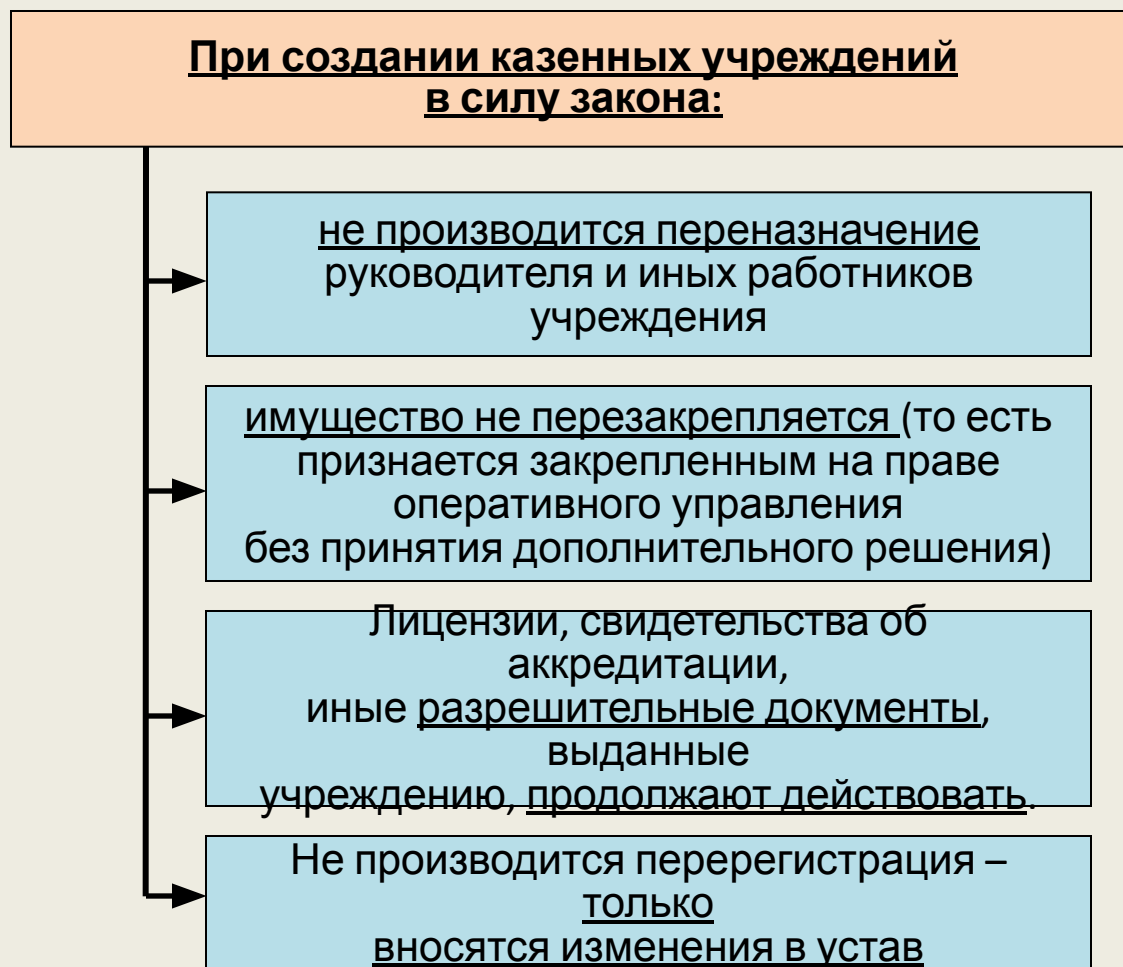 При создании казенных учреждений
в силу закона:
не производится переназначение
руководителя и иных работников
учреждения
имущество не перезакрепляется (то есть
признается закрепленным на праве
оперативного управления
без принятия дополнительного решения)
Лицензии, свидетельства об
аккредитации,
иные разрешительные документы,
выданные
учреждению, продолжают действовать.
Не производится перерегистрация –
только
вносятся изменения в устав